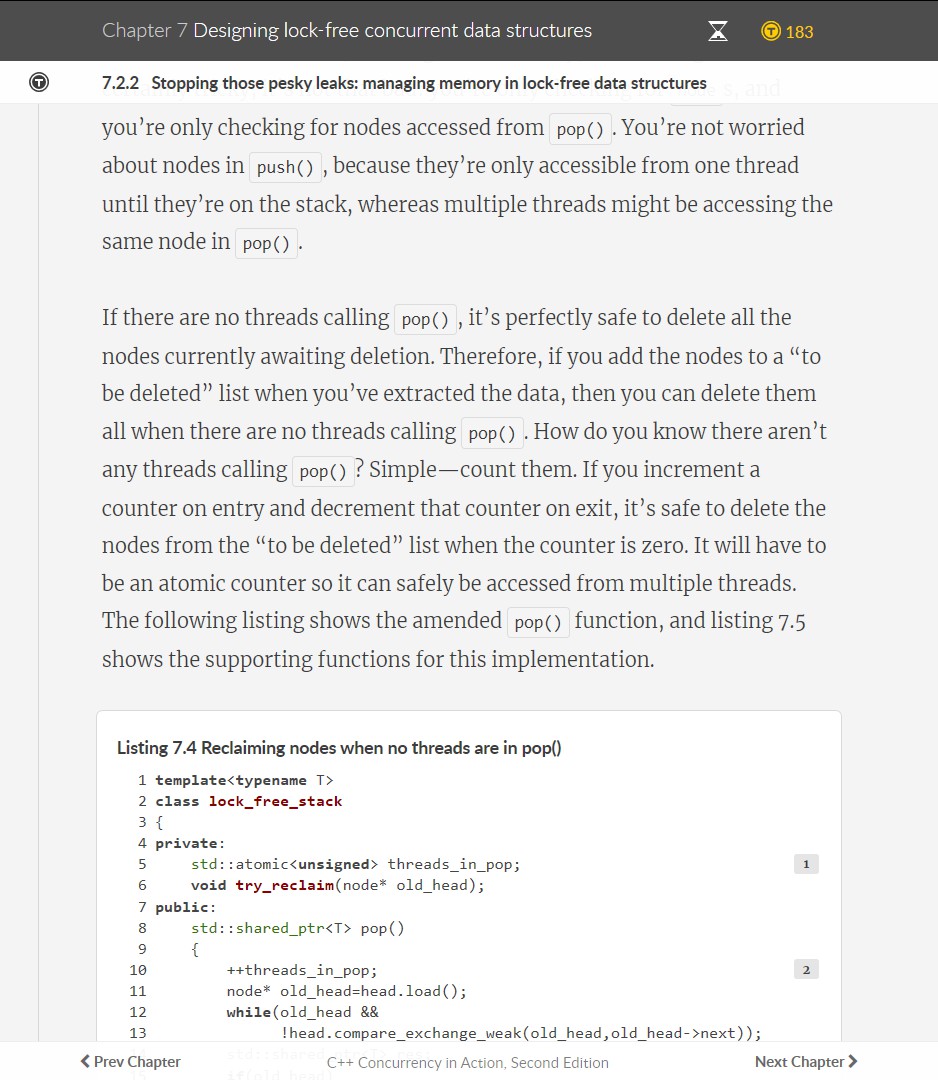 Chapter 7 Designing lock-free concurrent data structures
183
7.2.2 Stopping those pesky leaks: managing memory in lock-free data structures
you’re only checking for nodes accessed from pop(). You’re not worried
about nodes in push(), because they’re only accessible from one thread
until they’re on the stack, whereas multiple threads might be accessing the
same node in pop().
If there are no threads calling pop(), it’s perfectly safe to delete all the
nodes currently awaiting deletion. Therefore, if you add the nodes to a “to
be deleted” list when you’ve extracted the data, then you can delete them
all when there are no threads calling pop(). How do you know there aren’t
any threads calling pop()? Simple—count them. If you increment a
counter on entry and decrement that counter on exit, it’s safe to delete the
nodes from the “to be deleted” list when the counter is zero. It will have to
be an atomic counter so it can safely be accessed from multiple threads.
The following listing shows the amended pop() function, and listing 7.5
shows the supporting functions for this implementation.
Listing 7.4 Reclaiming nodes when no threads are in pop()
1 template<typename T>
2 class lock_free_stack
3 {
4 private:
5     std::atomic<unsigned> threads_in_pop; 1
6     void try_reclaim(node* old_head);
7 public:
8     std::shared_ptr<T> pop()
9     {
10         ++threads_in_pop; 2
11         node* old_head=head.load();
12         while(old_head &&
13               !head.compare_exchange_weak(old_head,old_head->next));
Prev Chapter C++ Concurrency in Action, Second Edition Next Chapter